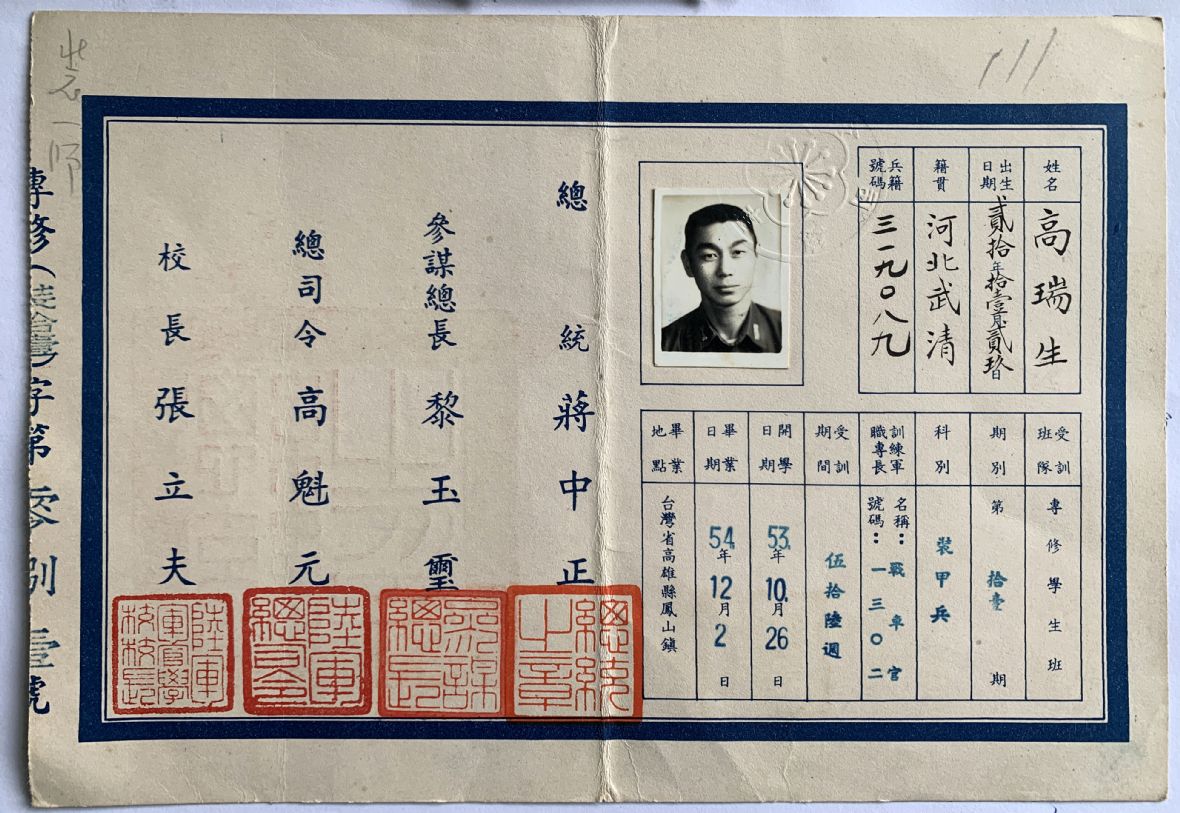 111
姓名 高瑞生
出生日期 貳拾年拾壹月貳玖日
籍貫 河北武清
兵籍號碼 三一九〇八九
受訓班隊 專修學生班
期別 第拾壹期
科別 裝甲兵
訓練軍職專長 名稱：戰車官
號碼：一三〇二
受訓期間 伍拾陸週
開學日期 53年10月26日
畢業日期 54年12月2日
畢業地點 台灣省高雄縣鳳山鎮
總統蔣中正
總統之章
參謀總長黎玉璽
參謀總長
總司令高魁元
陸軍總司令
校長張立夫
陸軍軍官學校校長
專修(拾壹)字第零捌壹號
一師